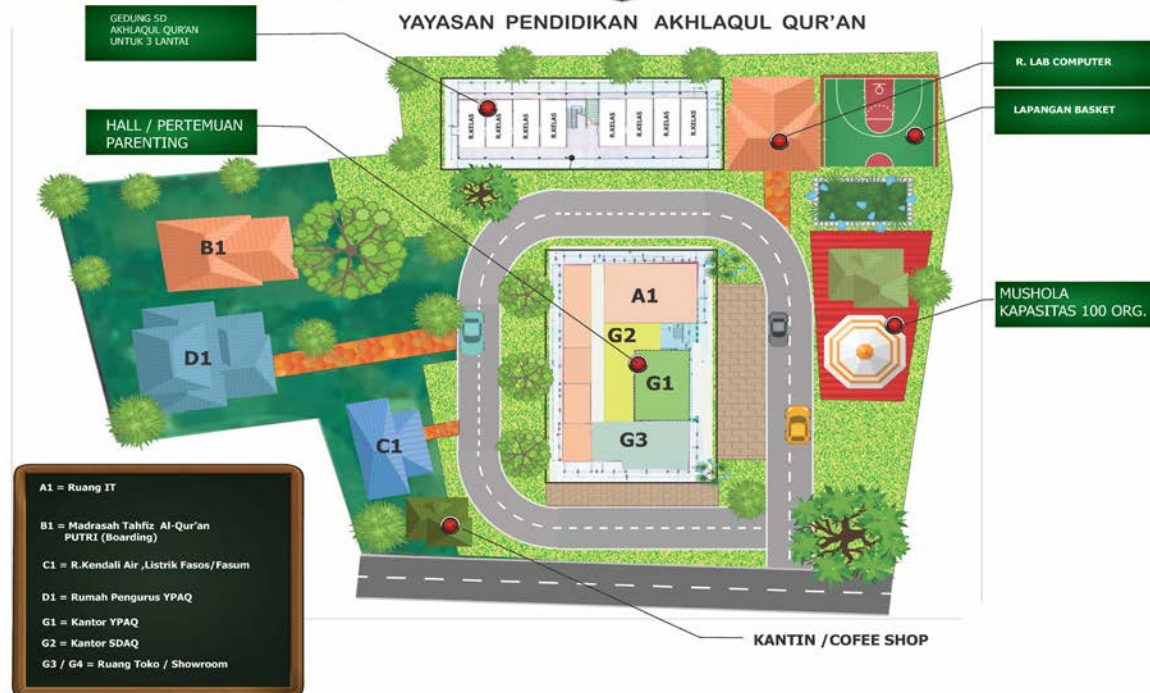 YAYASAN PENDIDIKAN AKHLAQUL QUR'AN
GEDUNG SD
AKHLAQUL QUR'AN
UNTUK 3 LANTAI
HALL / PERTEMUAN
PARENTING
R. LAB COMPUTER
LAPANGAN BASKET
MUSHOLA
KAPASITAS 100 ORG.
R.KELAS
R.KELAS
R.KELAS
R.KELAS
R.KELAS
R.KELAS
R.KELAS
R.KELAS
B1
D1
C1
A1
G2
G1
G3
A1 = Ruang IT
B1 = Madrasah Tahfiz Al-Qur'an
PUTRI (Boarding)
C1 = R.Kendali Air ,Listrik Fasos/Fasum
D1 = Rumah Pengurus YPAQ
G1 = Kantor YPAQ
G2 = Kantor SDAQ
G3 / G4 = Ruang Toko / Showroom
KANTIN /COFEE SHOP